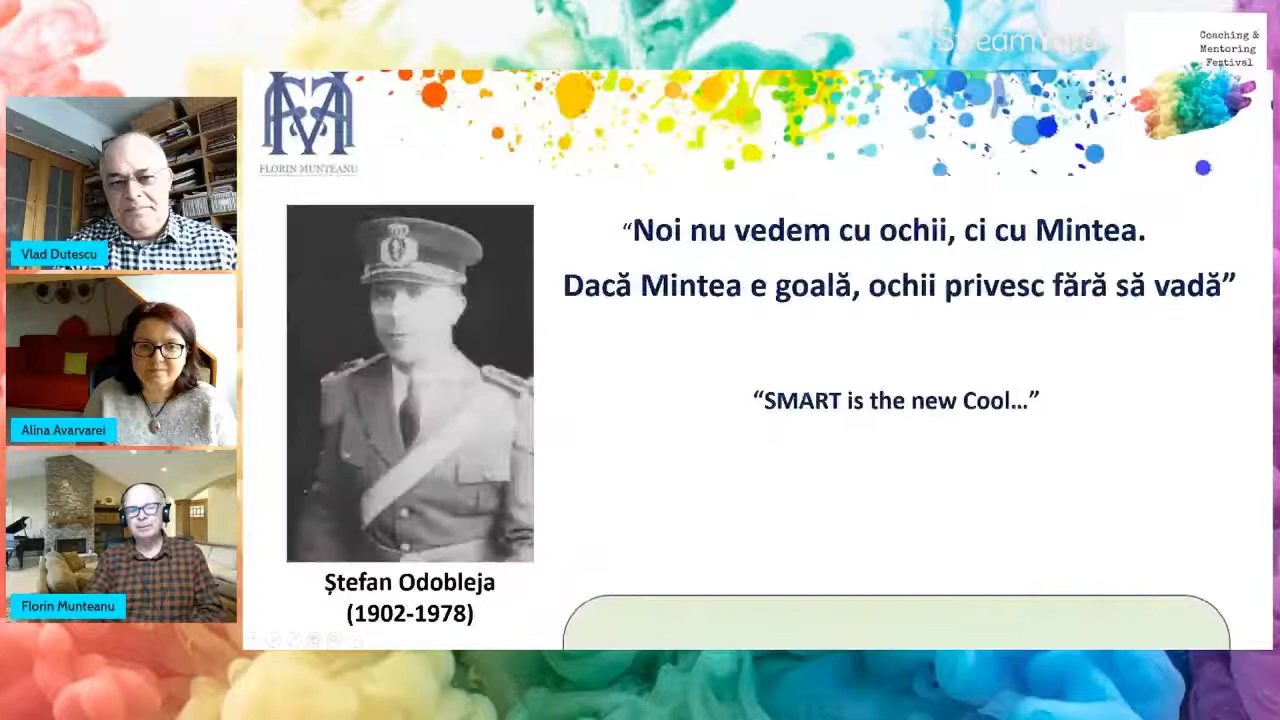 StreamYard
Coaching &
Mentoring
Festival
FLORIN MUNTEANU
Vlad Dutescu
Alina Avarvarei
Florin Munteanu
“Noi nu vedem cu ochii, ci cu Mintea.
Dacă Mintea e goală, ochii privesc fără să vadă”
“SMART is the new Cool…”
Ștefan Odobleja
(1902-1978)